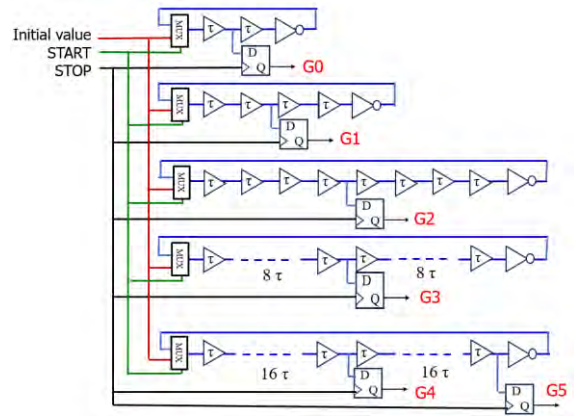 Initial value
START
STOP
MUX τ τ
D
Q G0
MUX τ τ τ τ
D
Q G1
MUX τ τ τ τ τ τ τ τ
D
Q G2
MUX τ τ τ τ
8 τ 8 τ
D
Q G3
MUX τ τ τ τ
16 τ 16 τ
D
Q G4
D
Q G5